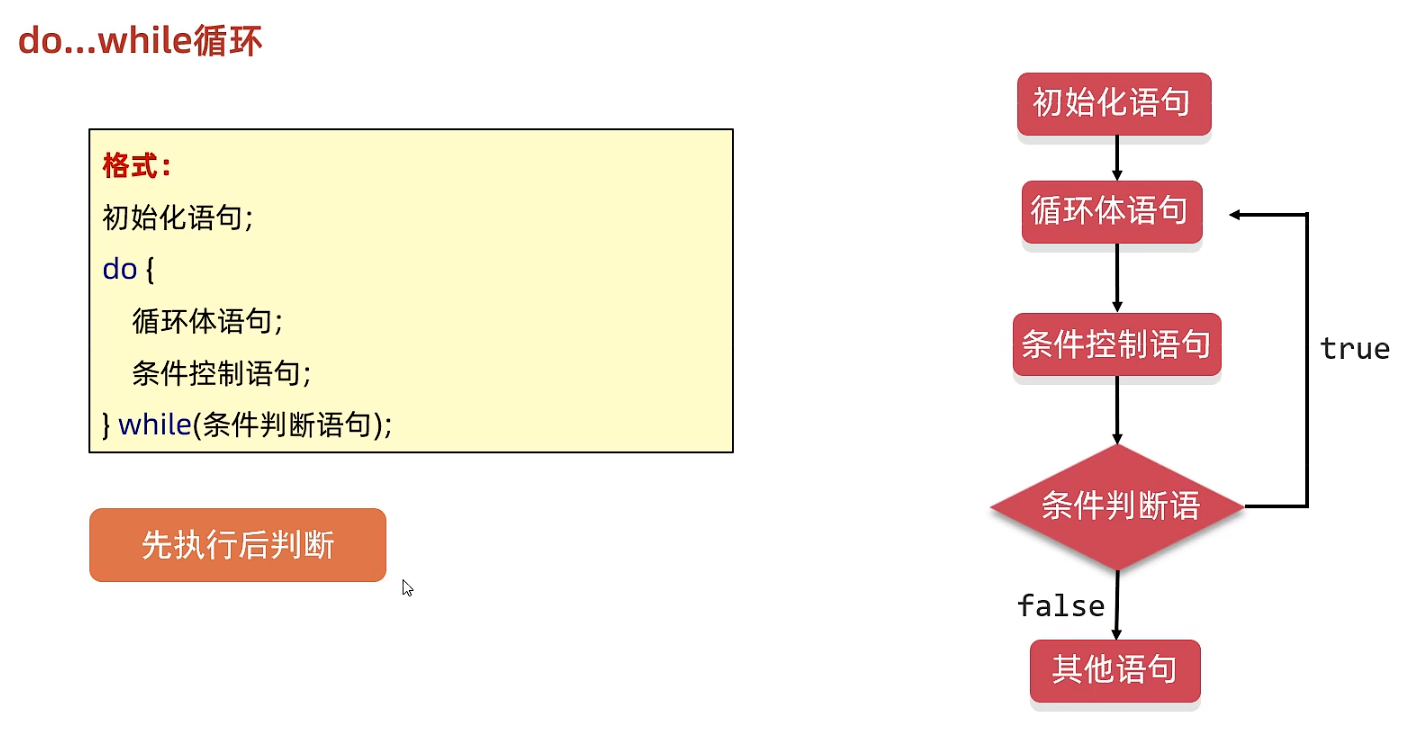 do...while循环
格式：
初始化语句;
do {
循环体语句;
条件控制语句;
} while(条件判断语句);
先执行后判断
初始化语句
循环体语句
条件控制语句
true
条件判断语
false
其他语句